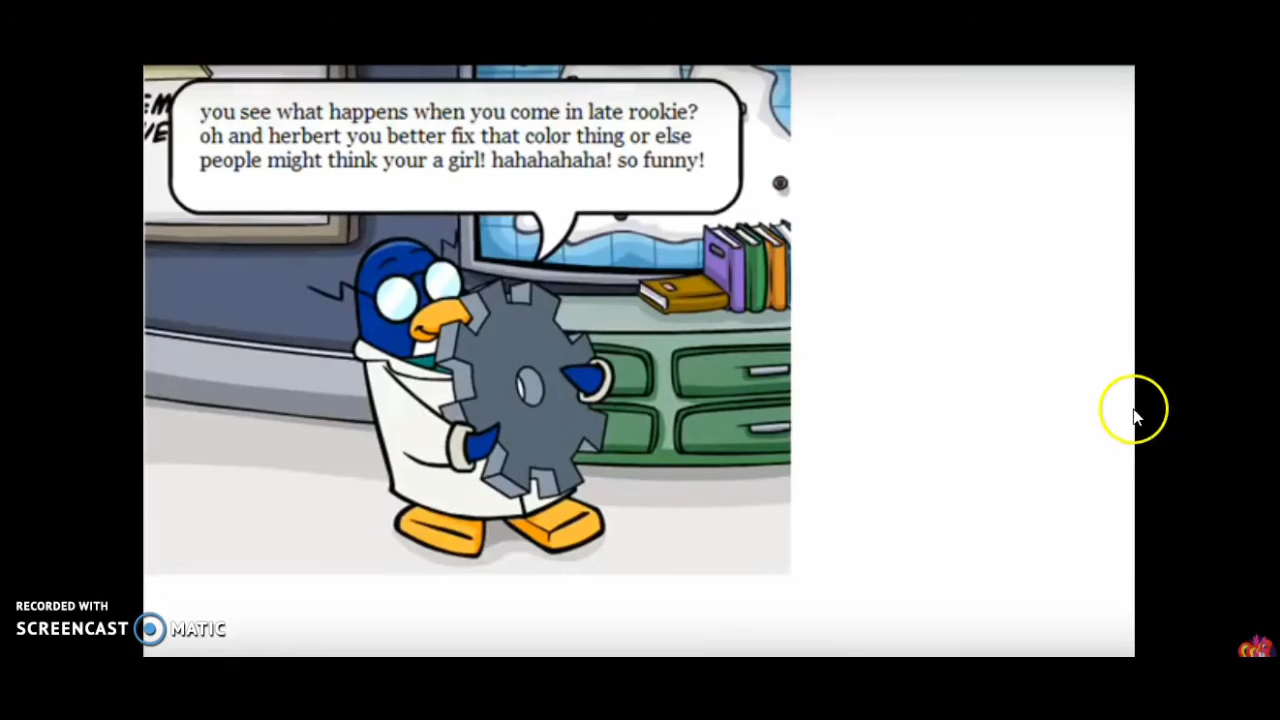 you see what happens when you come in late rookie?
oh and herbert you better fix that color thing or else
people might think your a girl! hahahahaha! so funny!
RECORDED WITH
SCREENCAST MATIC